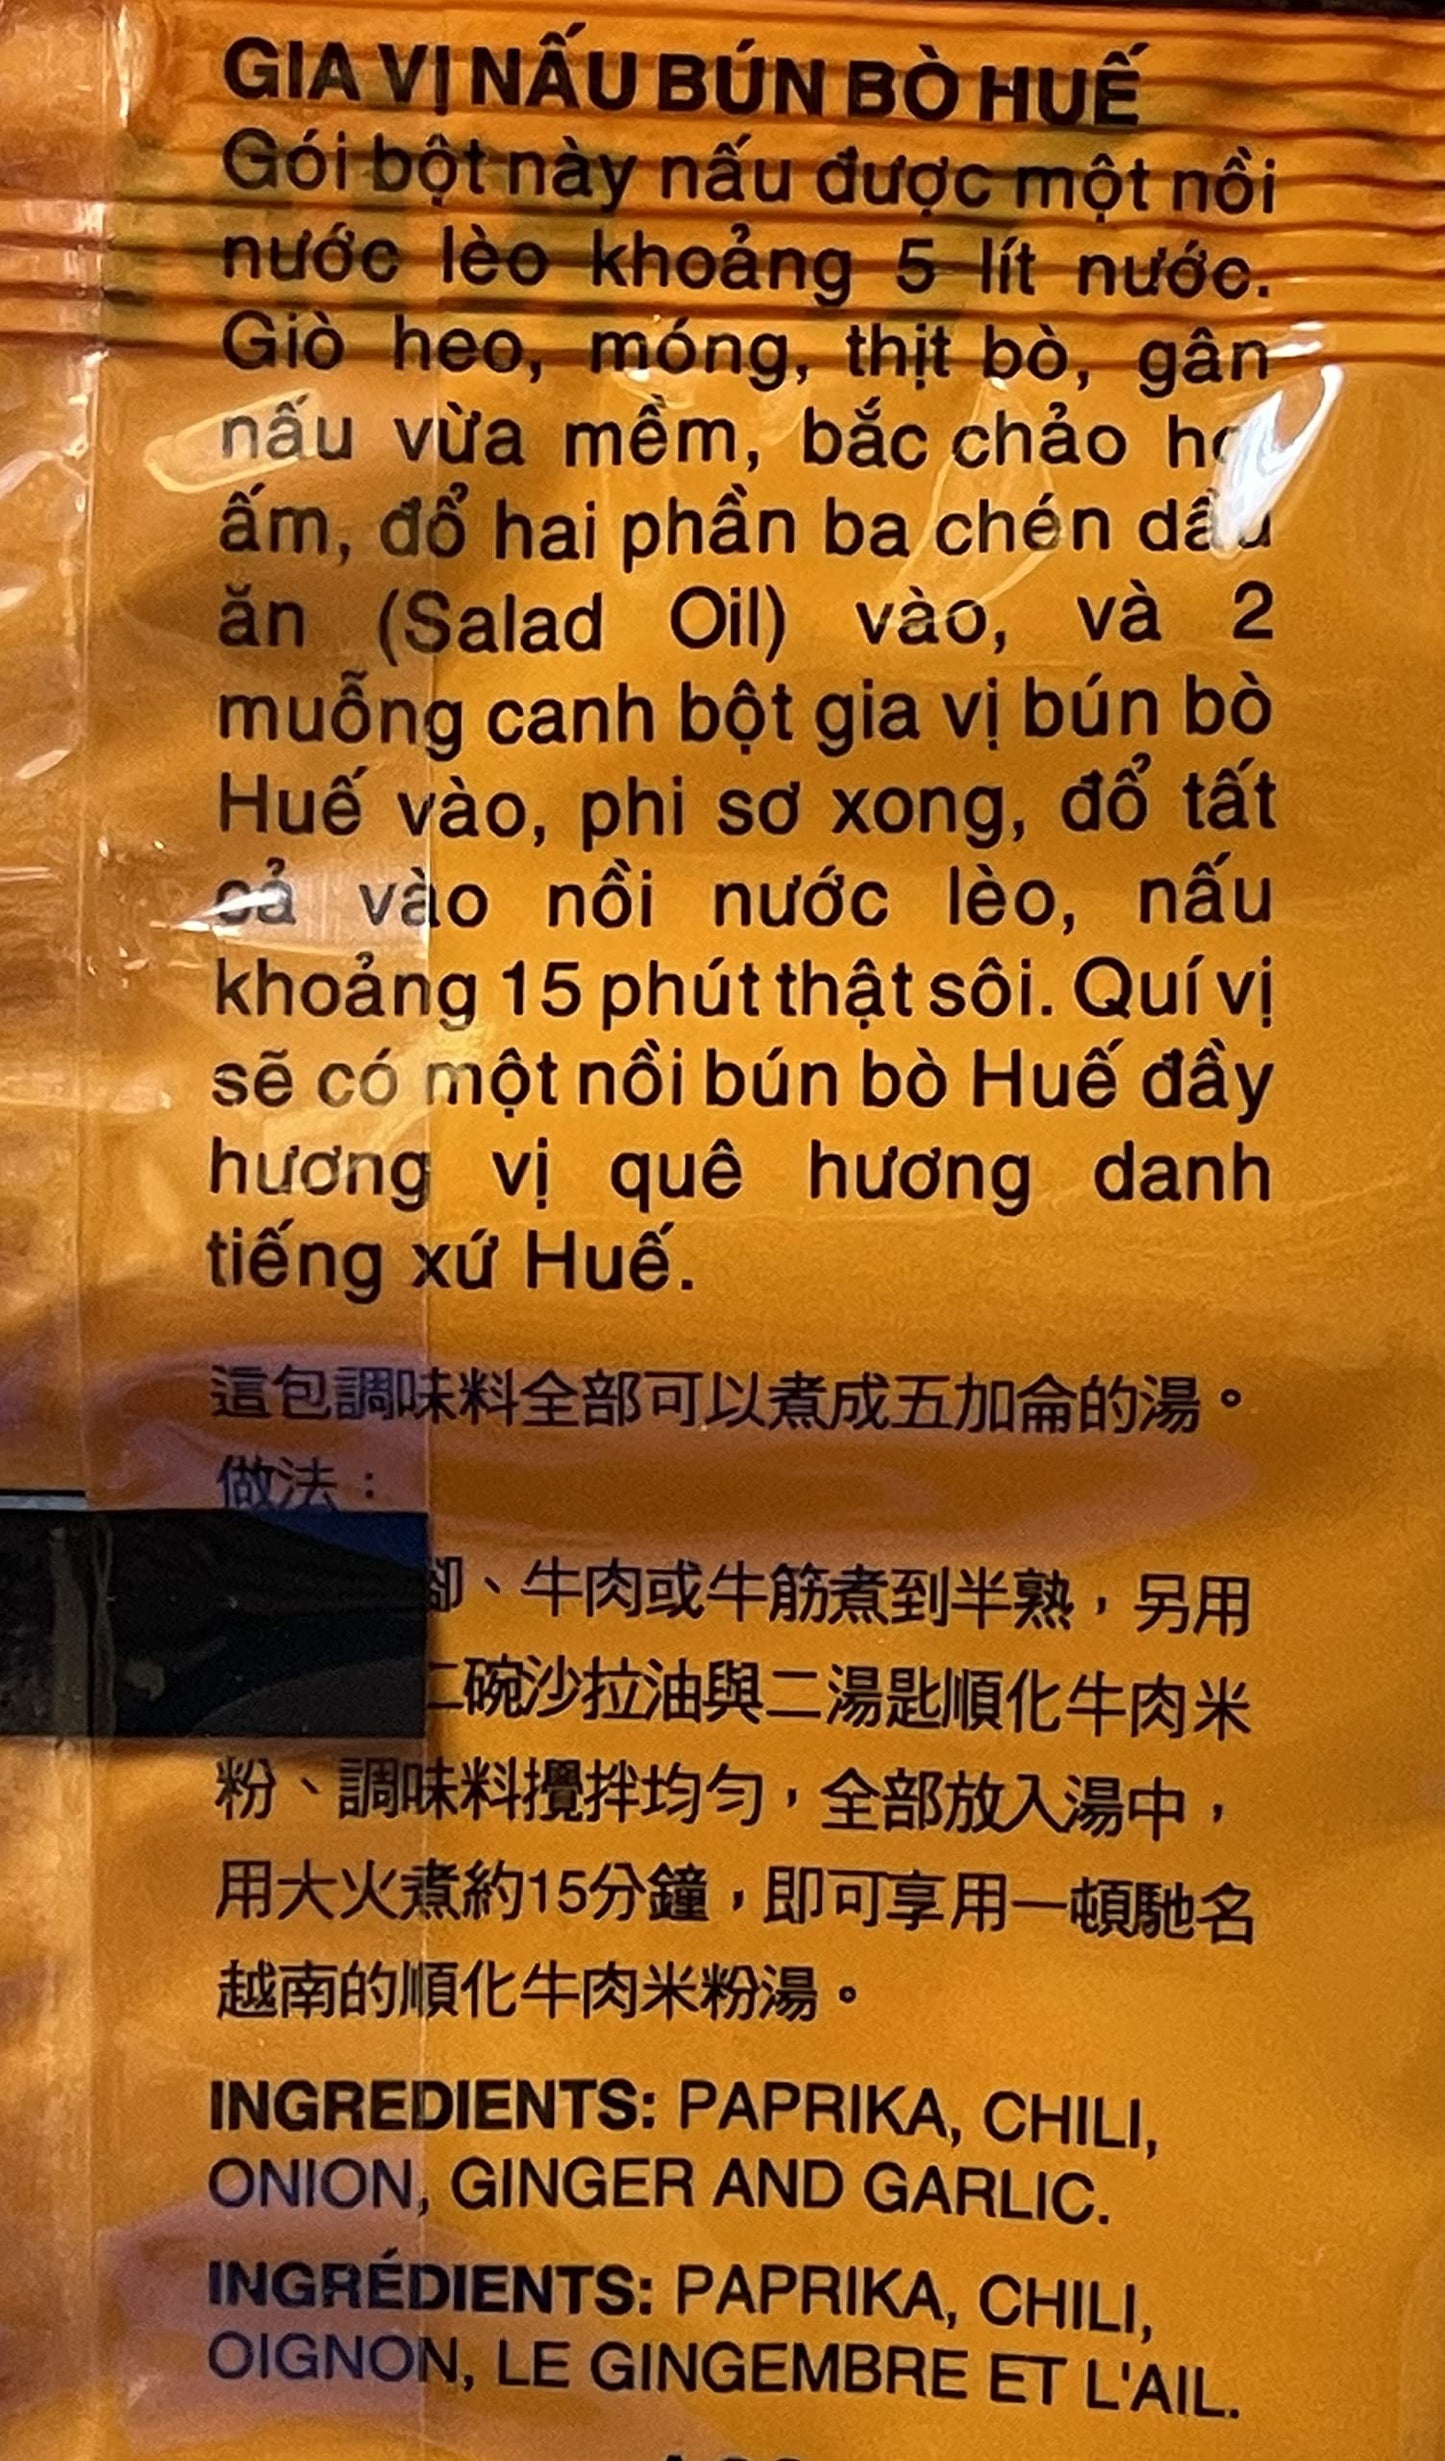 GIA VỊ NẤU BÚN BÒ HUẾ
Gói bột này nấu được một nồi
nước lèo khoảng 5 lít nước.
Giò heo, móng, thịt bò, gân
nấu vừa mềm, bắc chảo
ấm, đổ hai phần ba chén dầu
ăn (Salad Oil) vào, và 2
muỗng canh bột gia vị bún bò
Huế vào, phi sơ xong, đổ tất
cả vào nồi nước lèo, nấu
khoảng 15 phút thật sôi. Quí vị
sẽ có một nồi bún bò Huế đầy
hương vị quê hương danh
tiếng xứ Huế.
這包調味料全部可以煮成五加侖的湯。
做法：
、牛肉或牛筋煮到半熟，另用
碗沙拉油與二湯匙順化牛肉米
粉、調味料攪拌均勻，全部放入湯中，
用大火煮約15分鐘，即可享用一頓馳名
越南的順化牛肉米粉湯。
INGREDIENTS: PAPRIKA, CHILI,
ONION, GINGER AND GARLIC.
INGRÉDIENTS: PAPRIKA, CHILI,
OIGNON, LE GINGEMBRE ET L'AIL.